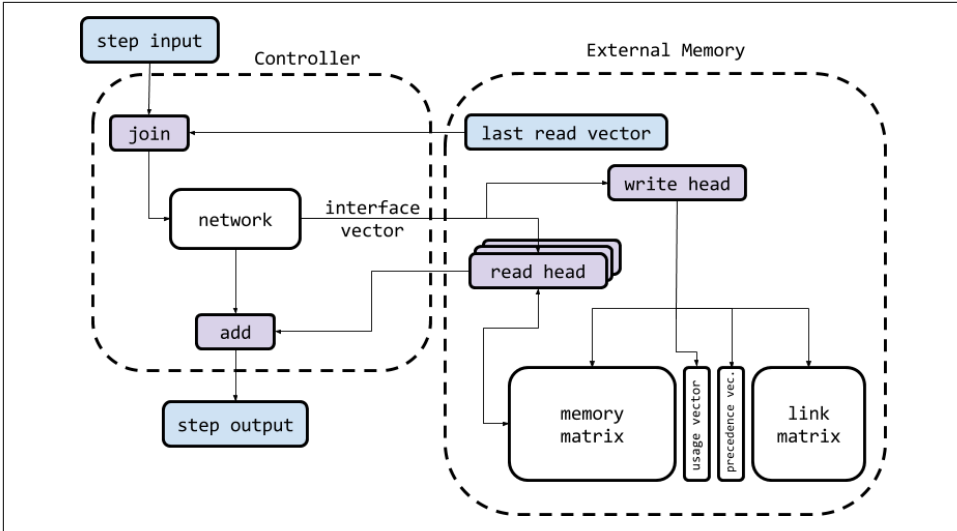 step input
Controller
External Memory
join
last read vector
write head
network
interface
vector
read head
add
step output
memory
matrix
usage vector
precedence vec.
link
matrix